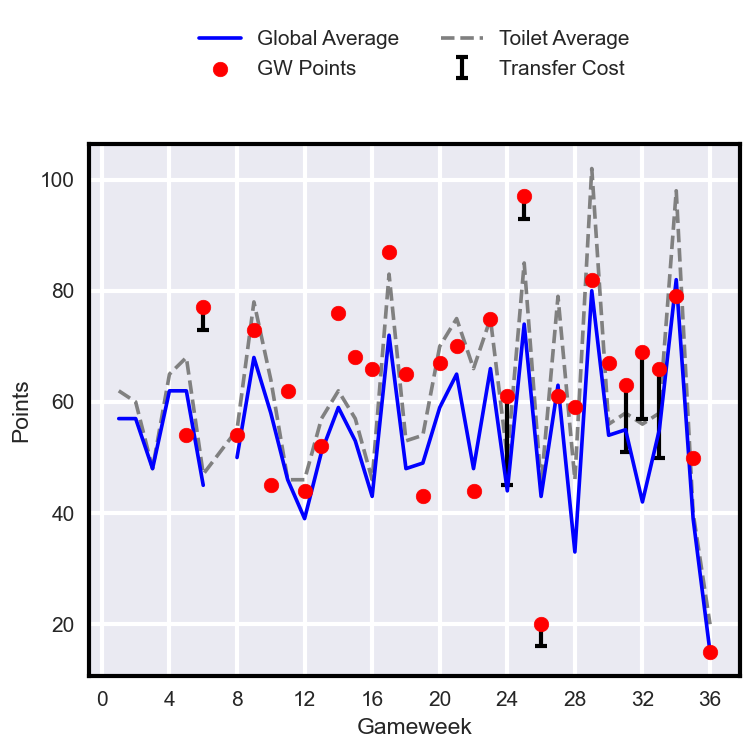 Global Average Toilet Average
GW Points Transfer Cost
100
80
60
40
20
Points
0 4 8 12 16 20 24 28 32 36
Gameweek